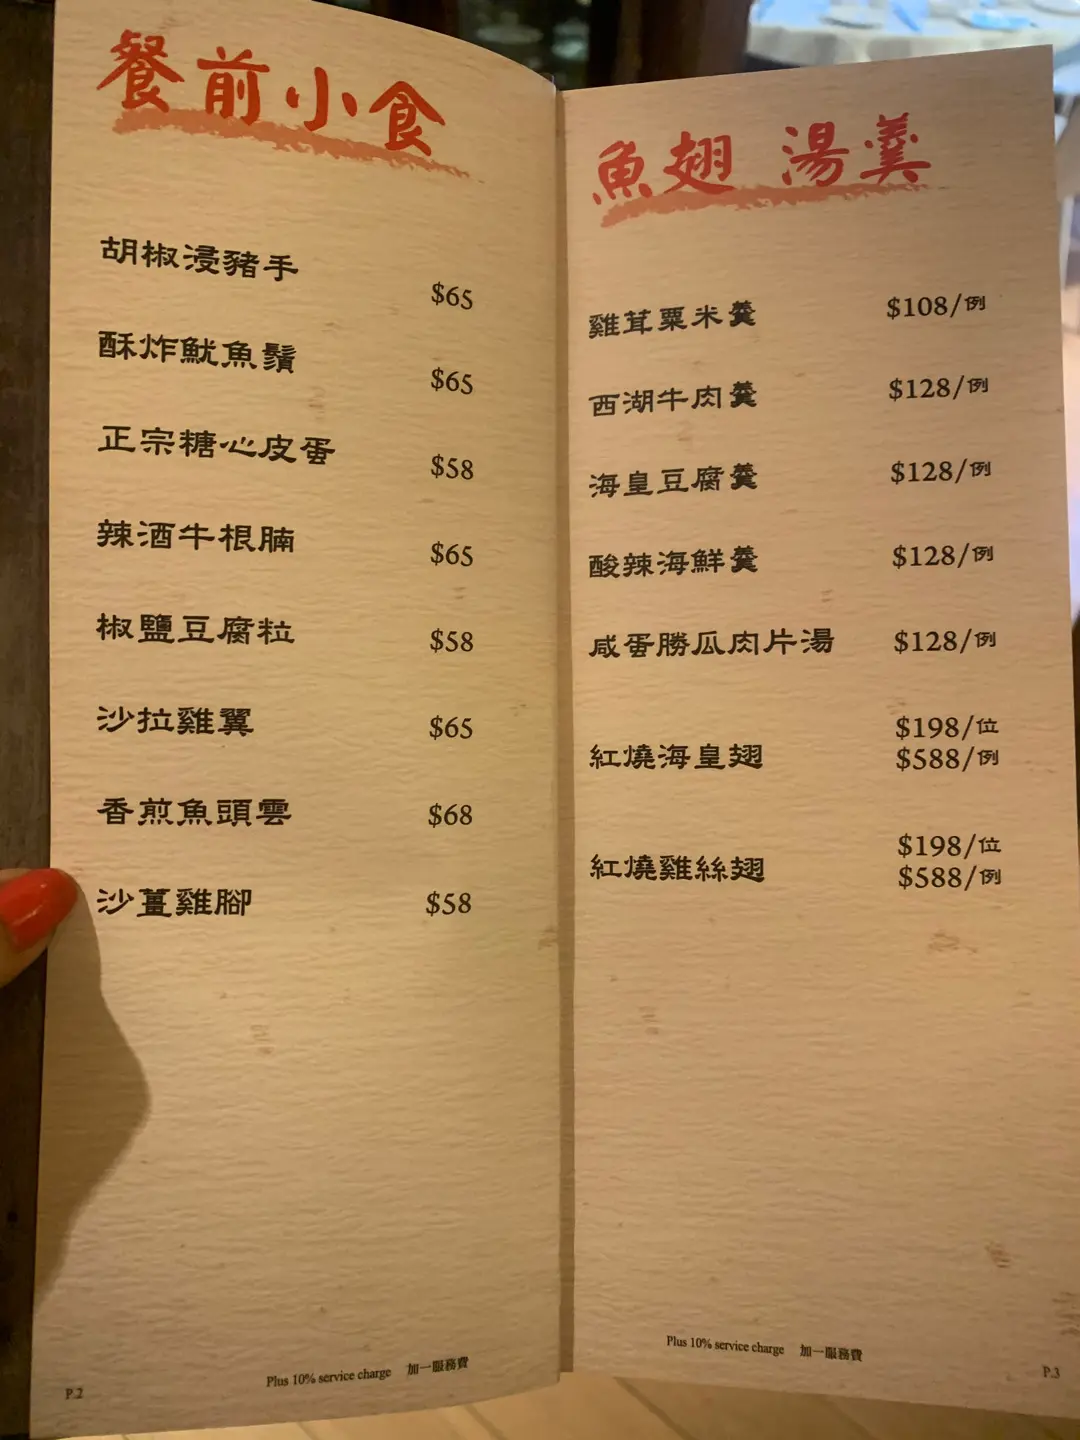 餐前小食
胡椒浸豬手 $65
酥炸魷魚鬚 $65
正宗糖心皮蛋 $58
辣酒牛根腩 $65
椒鹽豆腐粒 $58
沙拉雞翼 $65
香煎魚頭雲 $68
沙薑雞腳 $58
Plus 10% service charge 加一服務費
P.2
魚翅 湯羹
雞茸粟米羹 $108/例
西湖牛肉羹 $128/例
海皇豆腐羹 $128/例
酸辣海鮮羹 $128/例
咸蛋勝瓜肉片湯 $128/例
紅燒海皇翅 $198/位
$588/例
紅燒雞絲翅 $198/位
$588/例
Plus 10% service charge 加一服務費
P.3